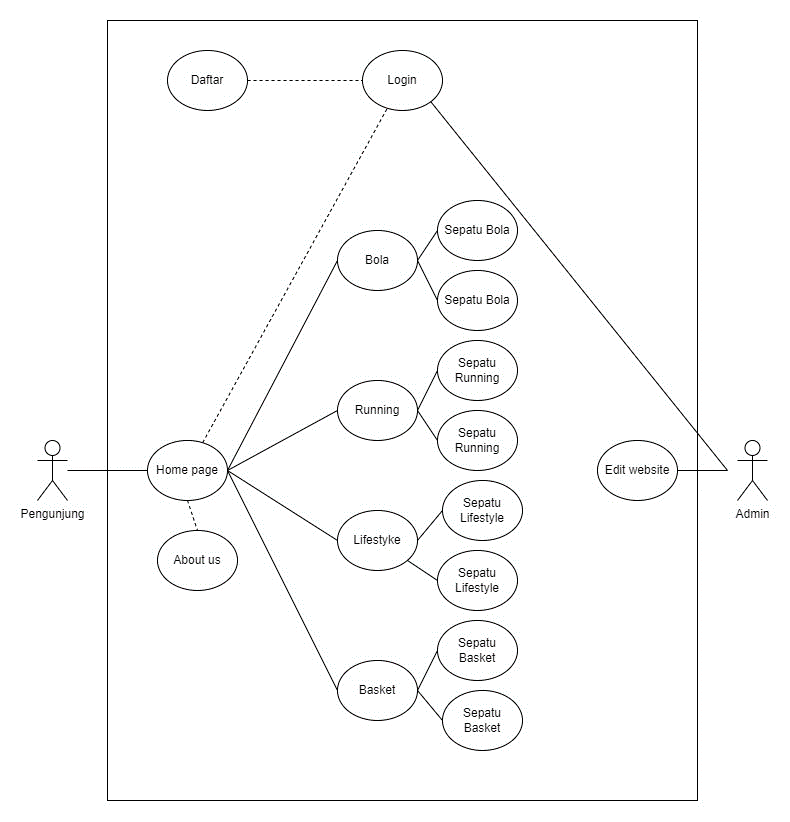 Daftar
Login
Sepatu Bola
Bola
Sepatu Bola
Sepatu
Running
Running
Sepatu
Running
Pengunjung
Home page
Edit website
Admin
Sepatu
Lifestyle
Lifestyke
About us
Sepatu
Lifestyle
Sepatu
Basket
Basket
Sepatu
Basket